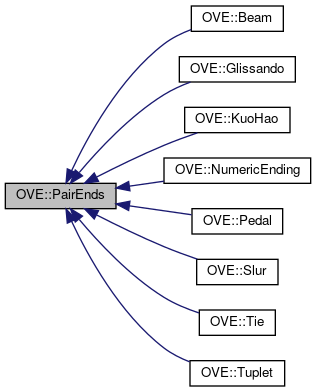 OVE::Beam
OVE::Glissando
OVE::KuoHao
OVE::NumericEnding
OVE::PairEnds
OVE::Pedal
OVE::Slur
OVE::Tie
OVE::Tuplet